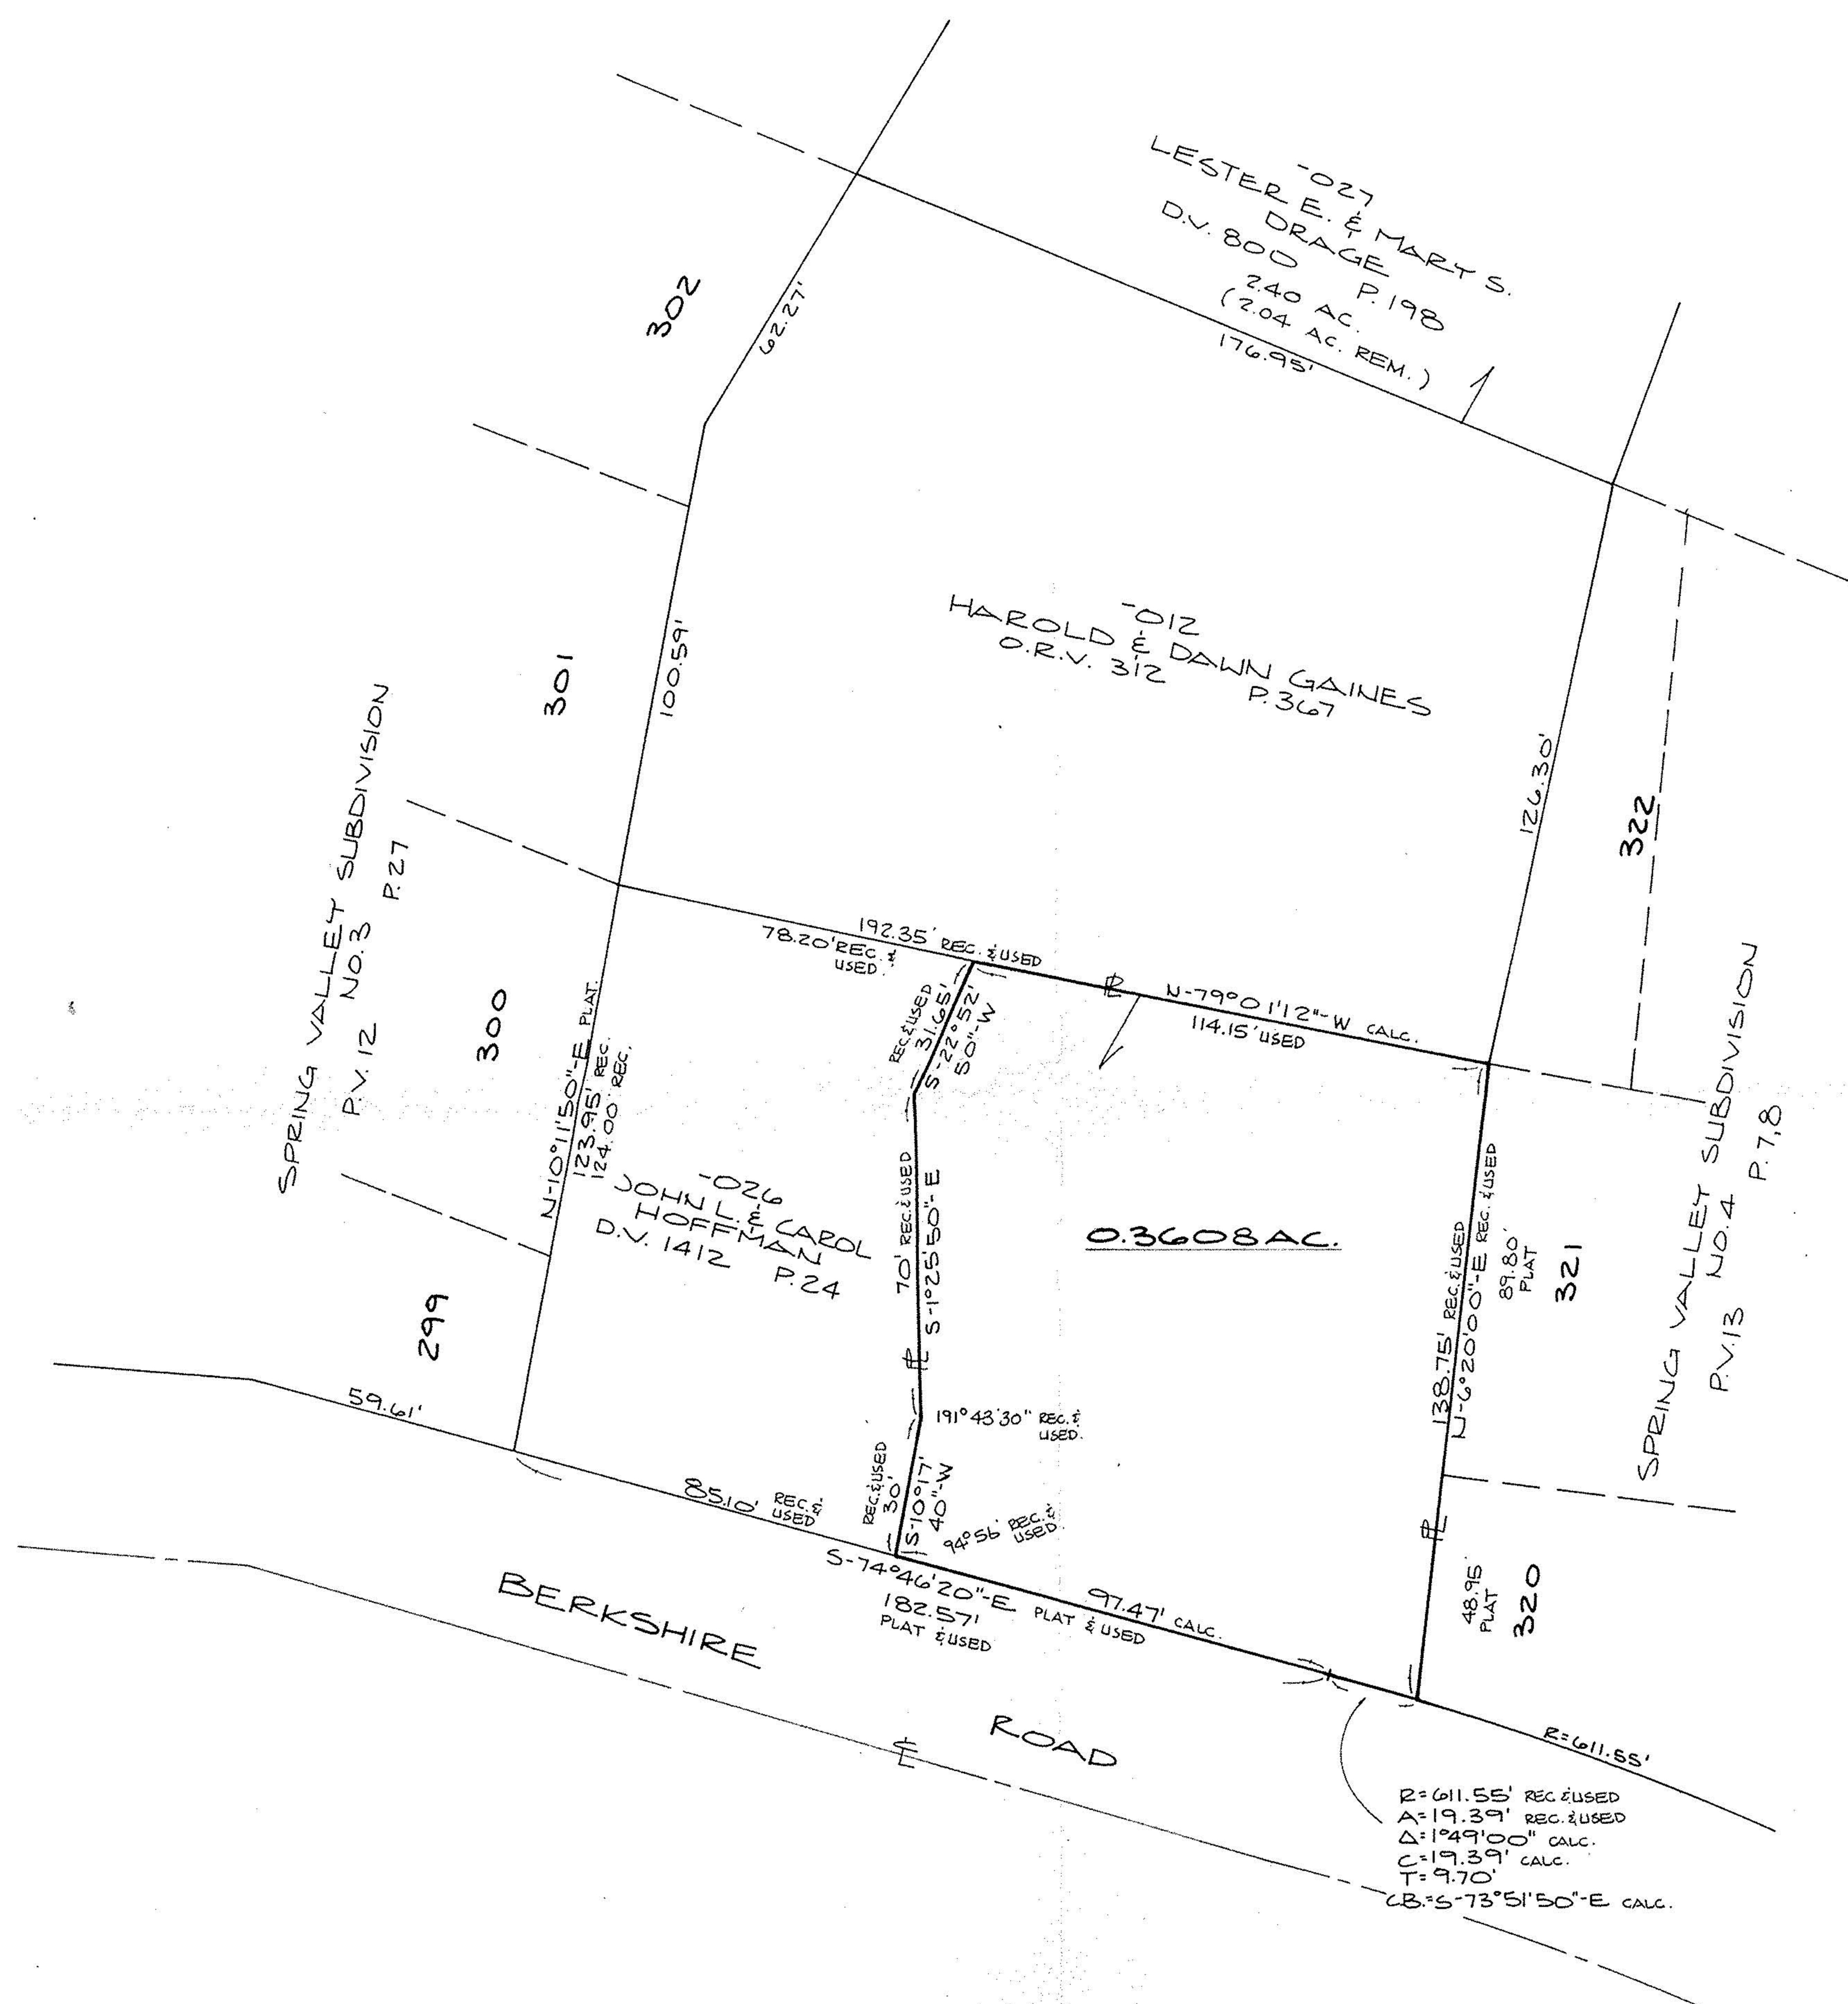 -027
LESTER E. & MARY S.
DRAGE
D.V. 800 P. 198
2.40 AC.
(2.04 AC. REM.)
176.95'
302
62.27'
-012
HAROLD & DAWN GAINES
O.R.V. 312 P. 367
301
100.59'
126.30'
322
SPRING VALLEY SUBDIVISION
P.V. 12 NO. 3 P. 27
300
192.35' REC. & USED
78.20' REC. &
USED.
N-79°01'12"-W CALC.
114.15' USED
REC. & USED
31.65'
S-22°52'
50"-W
N-10°11'50"-E PLAT.
123.95' REC.
124.00' REC.
-026
JOHN L. & CAROL
HOFFMAN
D.V. 1412 P. 24
70' REC. & USED
S-1°25'50"-E
0.3608 AC.
138.75' REC. & USED
N-6°20'00"-E REC. & USED
89.80'
PLAT
321
SPRING VALLEY SUBDIVISION
P.V. 13 NO. 4 P. 7,8
299
59.61'
191°43'30" REC. &
USED.
REC. & USED
30'
S-10°17'
40"-W
94°56' REC. &
USED.
85.10' REC. &
USED
S-74°46'20"-E PLAT & USED
182.57'
PLAT & USED
97.47' CALC.
48.95'
PLAT
320
BERKSHIRE
ROAD
R=611.55'
R=611.55' REC & USED
A=19.39' REC. & USED
Δ=1°49'00" CALC.
C=19.39' CALC.
T=9.70'
C.B.=S-73°51'50"-E CALC.